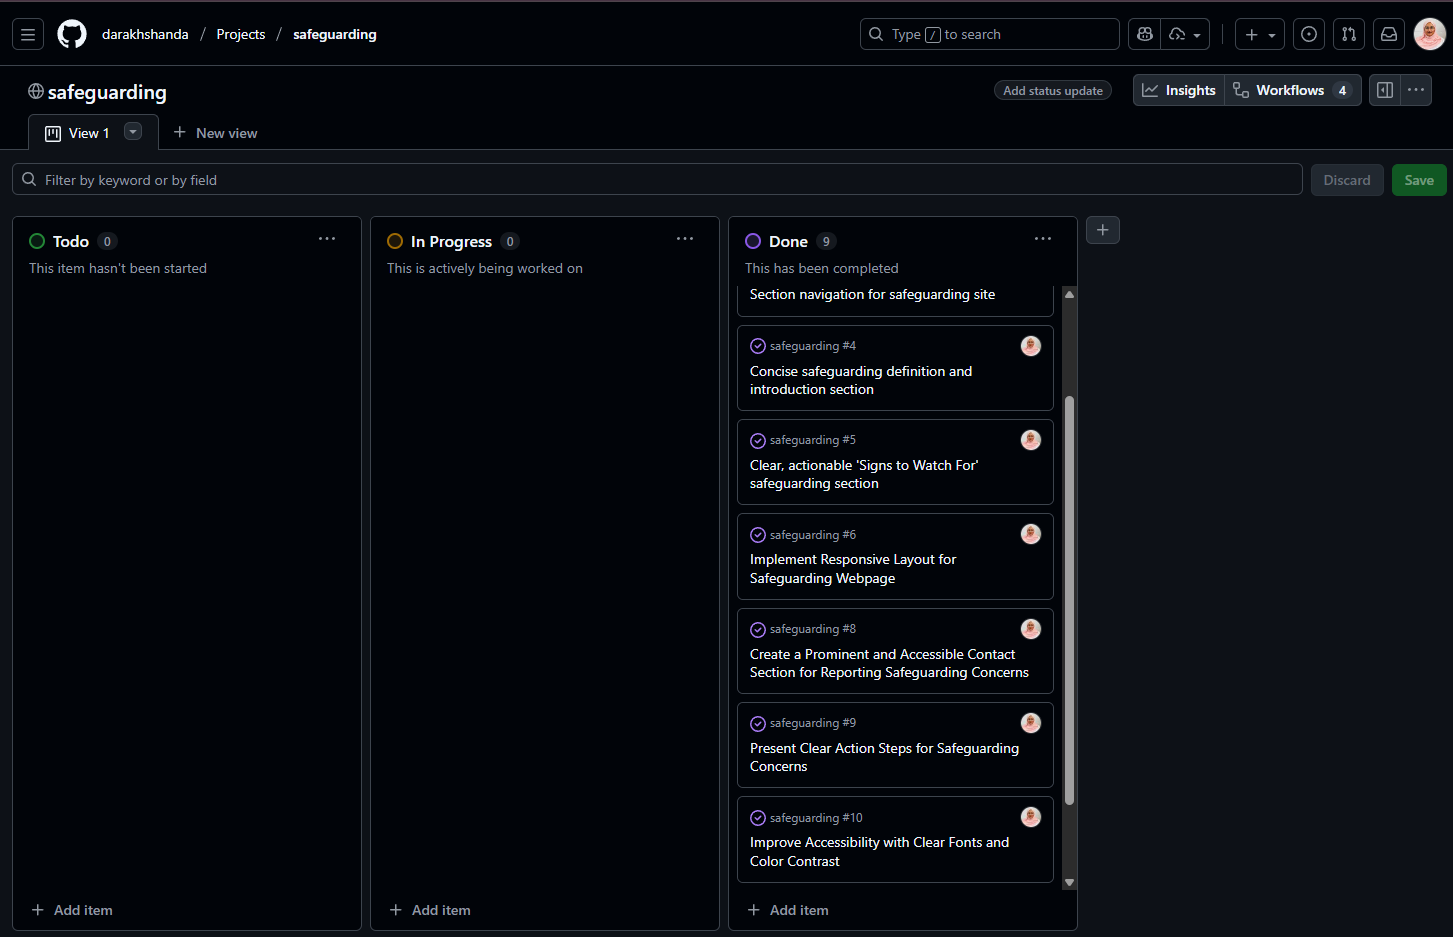 darakhshanda / Projects / safeguarding
Type / to search
safeguarding
Add status update
Insights
Workflows 4
View 1
New view
Filter by keyword or by field
Discard
Save
Todo 0
This item hasn't been started
Add item
In Progress 0
This is actively being worked on
Add item
Done 9
This has been completed
Section navigation for safeguarding site
safeguarding #4
Concise safeguarding definition and
introduction section
safeguarding #5
Clear, actionable 'Signs to Watch For'
safeguarding section
safeguarding #6
Implement Responsive Layout for
Safeguarding Webpage
safeguarding #8
Create a Prominent and Accessible Contact
Section for Reporting Safeguarding Concerns
safeguarding #9
Present Clear Action Steps for Safeguarding
Concerns
safeguarding #10
Improve Accessibility with Clear Fonts and
Color Contrast
Add item